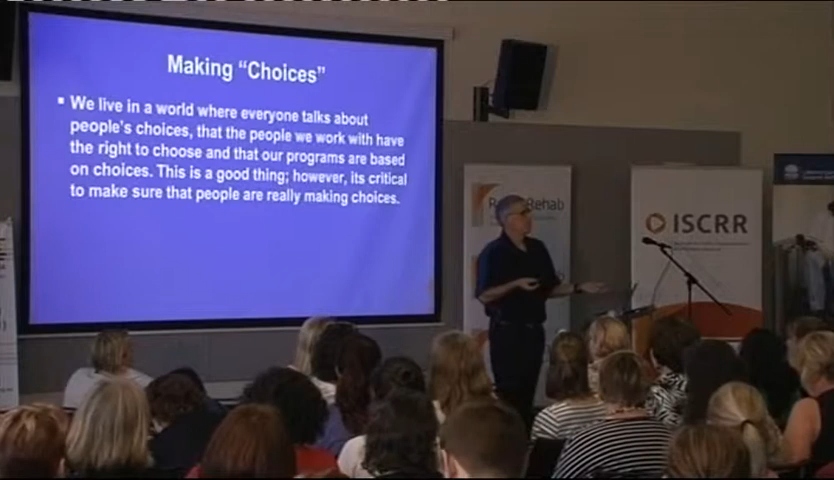 Making “Choices”
▪ We live in a world where everyone talks about
people's choices, that the people we work with have
the right to choose and that our programs are based
on choices. This is a good thing; however, its critical
to make sure that people are really making choices.
Rehab
ISCRR